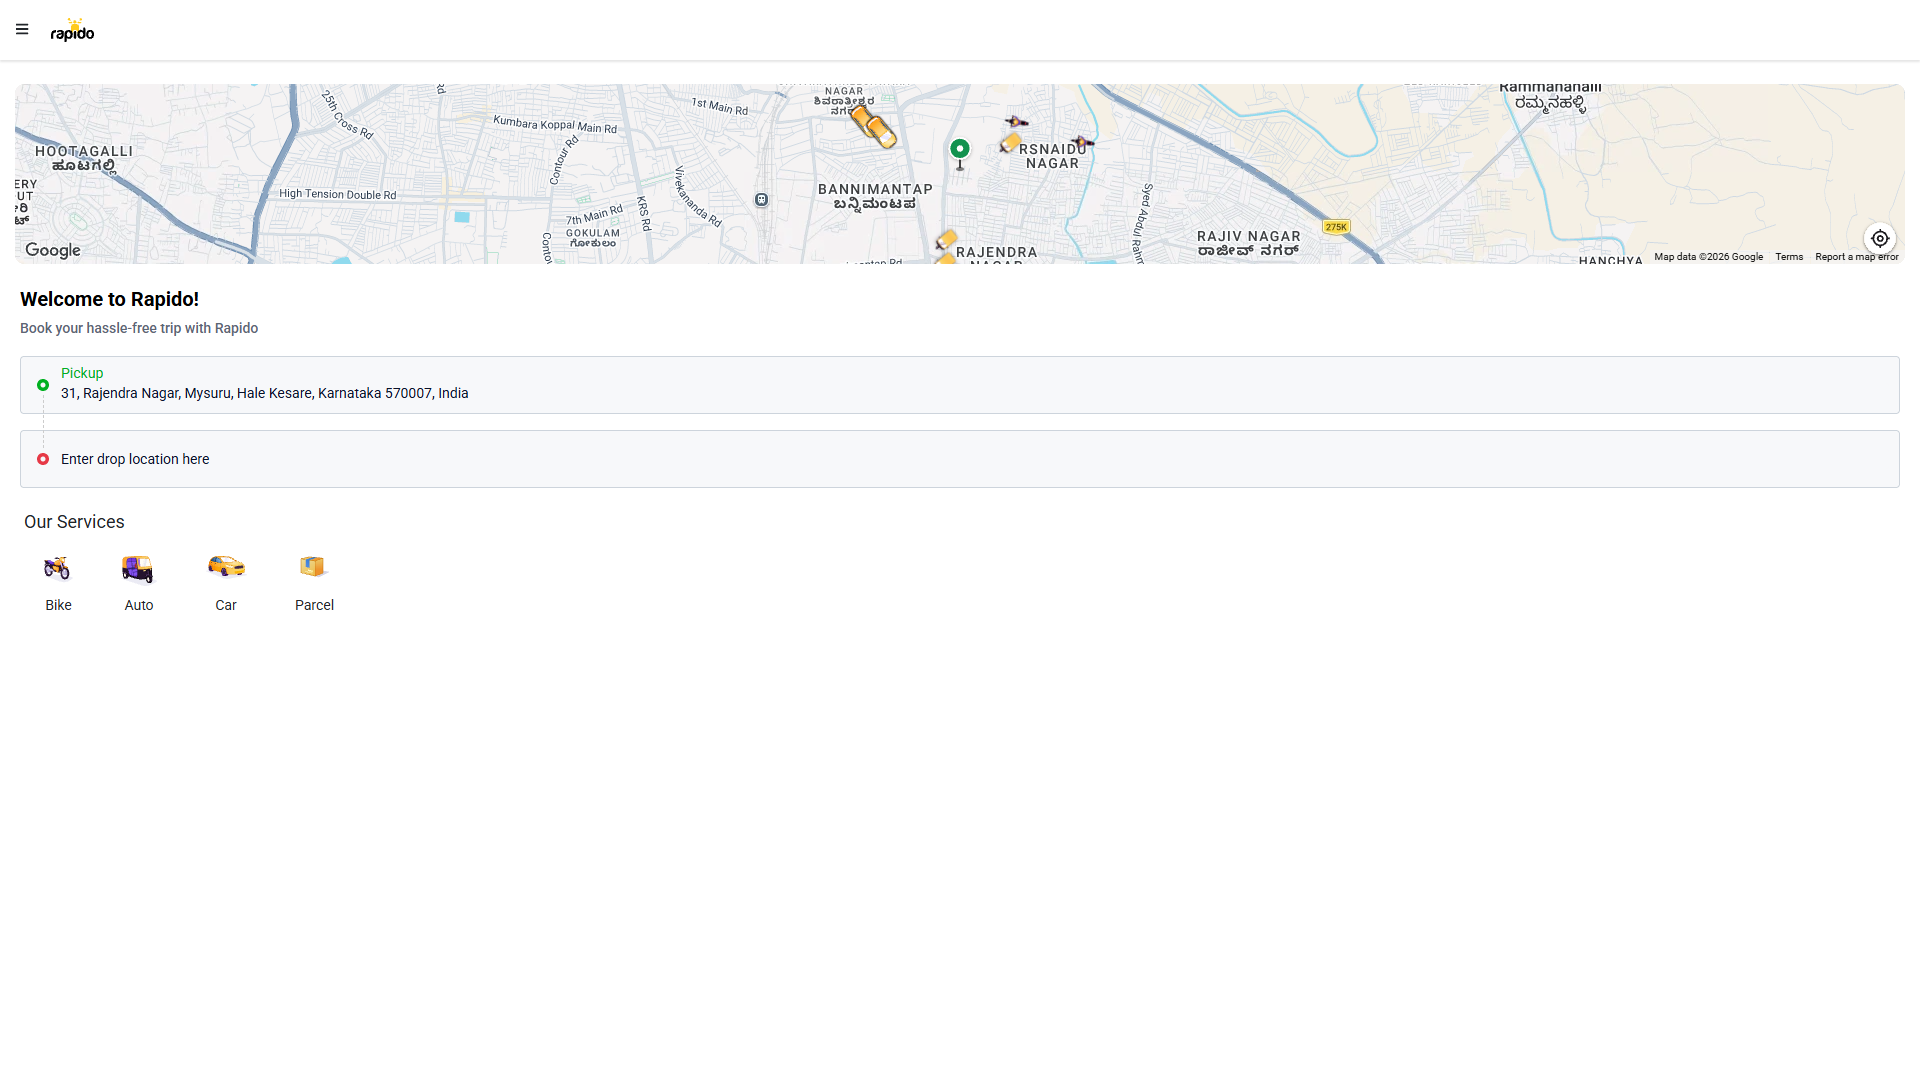 rapido
Rammanahalli
ರಮ್ಮನಹಳ್ಳಿ
NAGAR
ಶಿವರಾತ್ರೀಶ್ವರ
25th Cross Rd
Kumbara Koppal Main Rd
1st Main Rd
Contour Rd
HOOTAGALLI
ಹೂಟಗಳ್ಳಿ
RSNAIDU
NAGAR
High Tension Double Rd
Vivekananda Rd
KRS Rd
BANNIMANTAP
ಬನ್ನಿಮಂಟಪ
7th Main Rd
GOKULAM
ಗೋಕುಲಂ
RAJIV NAGAR
ರಾಜೀವ್ ನಗರ್
275K
RAJENDRA
NAGAR
HANCHYA
Google
Map data ©2026 Google Terms Report a map error
Welcome to Rapido!
Book your hassle-free trip with Rapido
Pickup
31, Rajendra Nagar, Mysuru, Hale Kesare, Karnataka 570007, India
Enter drop location here
Our Services
Bike Auto Car Parcel